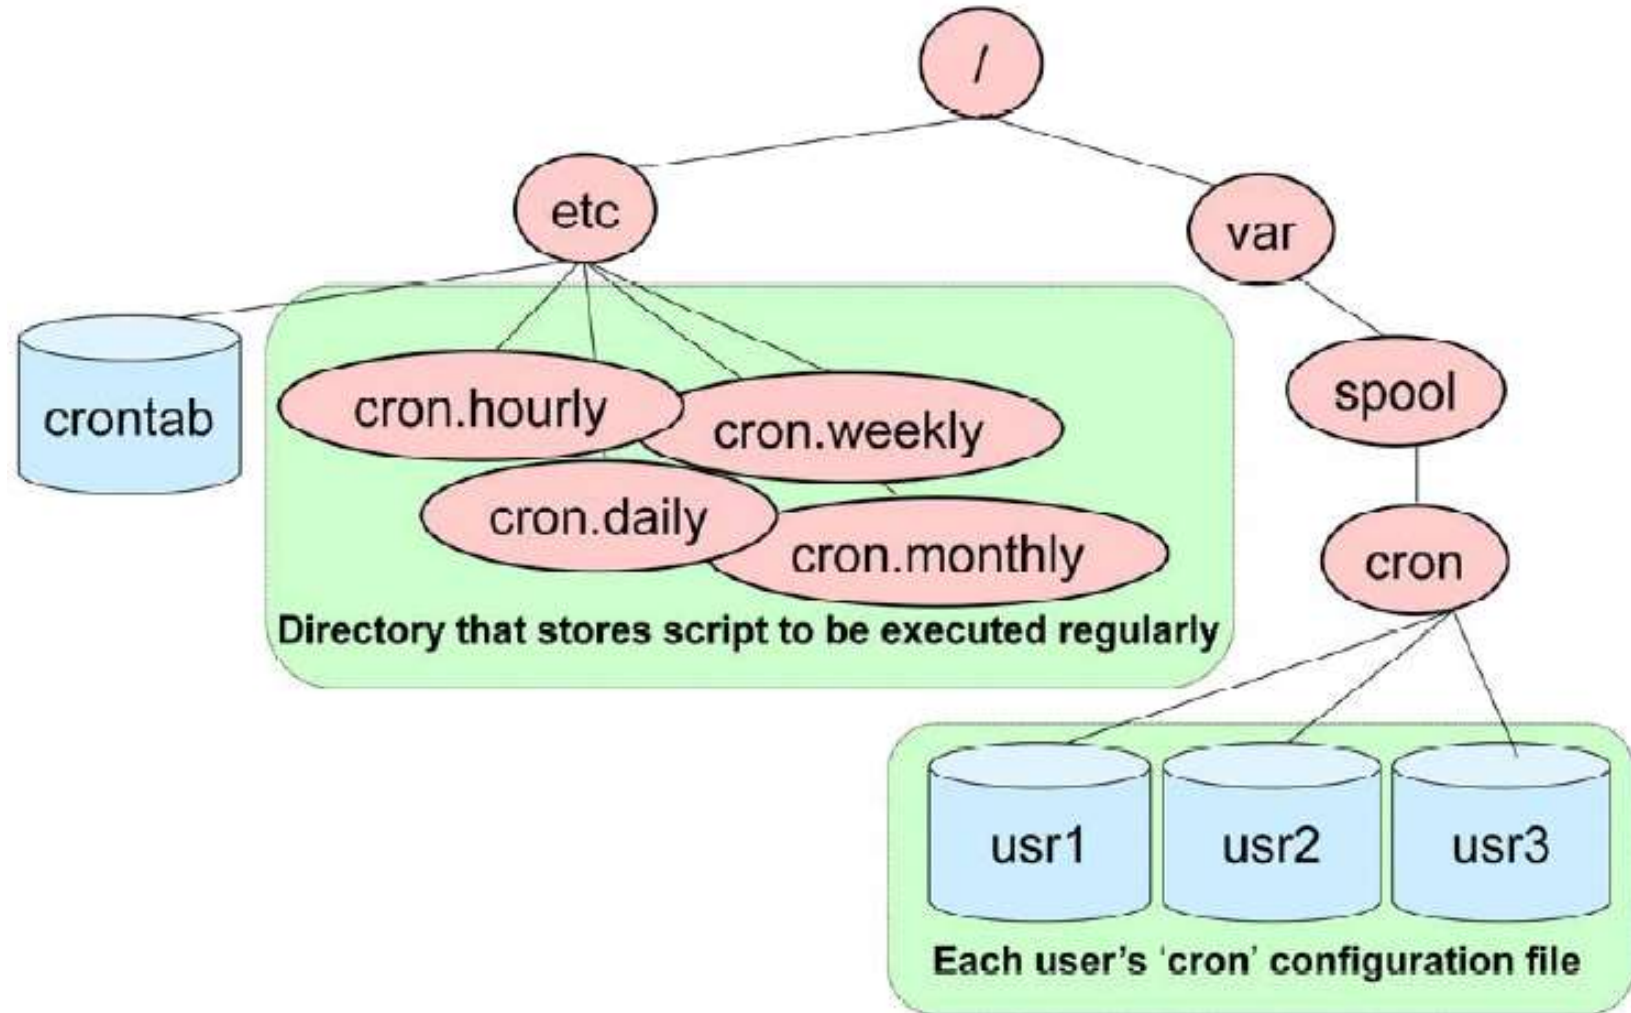 /
etc
var
crontab
cron.hourly
cron.weekly
spool
cron.daily
cron.monthly
cron
Directory that stores script to be executed regularly
usr1
usr2
usr3
Each user’s ‘cron’ configuration file